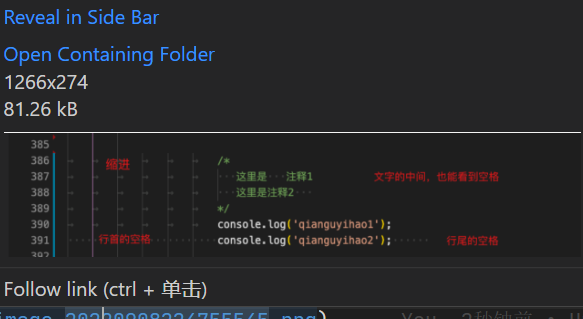 Reveal in Side Bar
Open Containing Folder
1266x274
81.26 kB
385
386 缩进 /*
387 这里是 注释1 文字的中间，也能看到空格
388 这里是注释2
389 */
390 console.log('qianguyihao1');
391 行首的空格 console.log('qianguyihao2'); 行尾的空格
392
Follow link (ctrl + 单击)